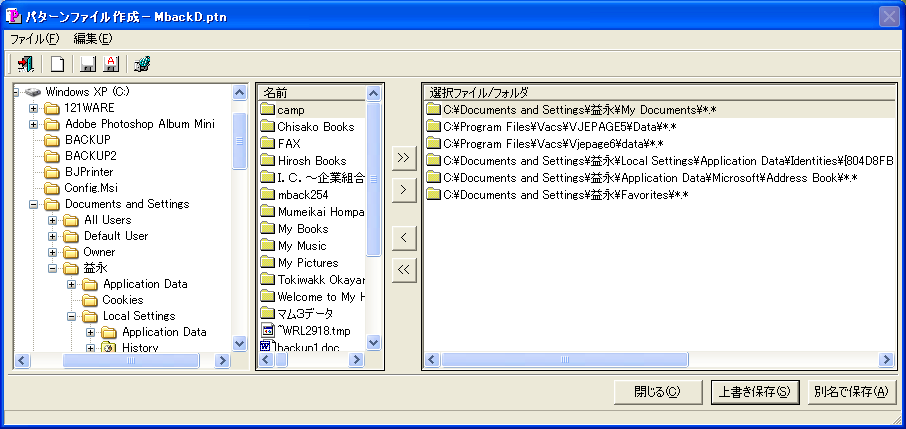 パターンファイル作成－MbackD.ptn
ファイル(F) 編集(E)
Windows XP (C:)
121WARE
Adobe Photoshop Album Mini
BACKUP
BACKUP2
BJPrinter
Config.Msi
Documents and Settings
All Users
Default User
Owner
益永
Application Data
Cookies
Local Settings
Application Data
History
名前
camp
Chisako Books
FAX
Hirosh Books
I.C.～企業組合
mback254
Mumeikai Hompa
My Books
My Music
My Pictures
Tokiwakk Okayar
Welcome to My H
マム3データ
~WRL2918.tmp
backup1.doc
>>
>
<
<<
選択ファイル/フォルダ
C:¥Documents and Settings¥益永¥My Documents¥*.*
C:¥Program Files¥Vacs¥VJEPAGE5¥Data¥*.*
C:¥Program Files¥Vacs¥Vjepage6¥data¥*.*
C:¥Documents and Settings¥益永¥Local Settings¥Application Data¥Identities¥{804D8FB
C:¥Documents and Settings¥益永¥Application Data¥Microsoft¥Address Book¥*.*
C:¥Documents and Settings¥益永¥Favorites¥*.*
閉じる(C) 上書き保存(S) 別名で保存(A)